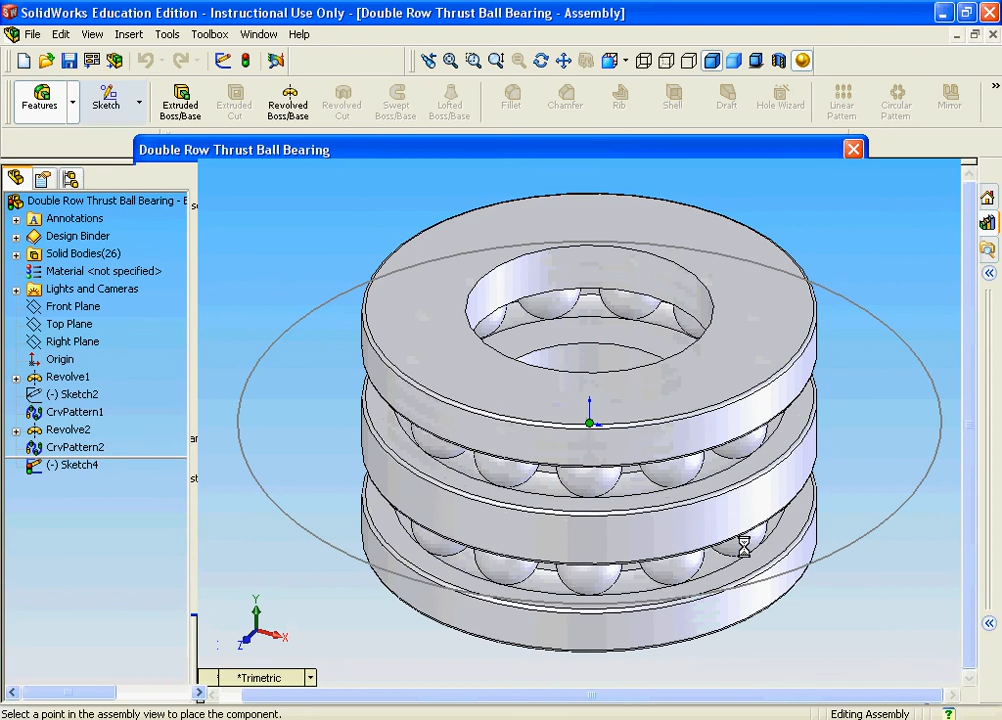 SolidWorks Education Edition - Instructional Use Only - [Double Row Thrust Ball Bearing - Assembly]
File Edit View Insert Tools Toolbox Window Help
Features Sketch Extruded Boss/Base Extruded Cut Revolved Boss/Base Revolved Cut Swept Boss/Base Lofted Boss/Base Fillet Chamfer Rib Shell Draft Hole Wizard Linear Pattern Circular Pattern Mirror
Double Row Thrust Ball Bearing
Double Row Thrust Ball Bearing - E
Annotations
Design Binder
Solid Bodies(26)
Material <not specified>
Lights and Cameras
Front Plane
Top Plane
Right Plane
Origin
Revolve1
(-) Sketch2
CrvPattern1
Revolve2
CrvPattern2
(-) Sketch4
Y
X
Z
*Trimetric
Select a point in the assembly view to place the component.
Editing Assembly